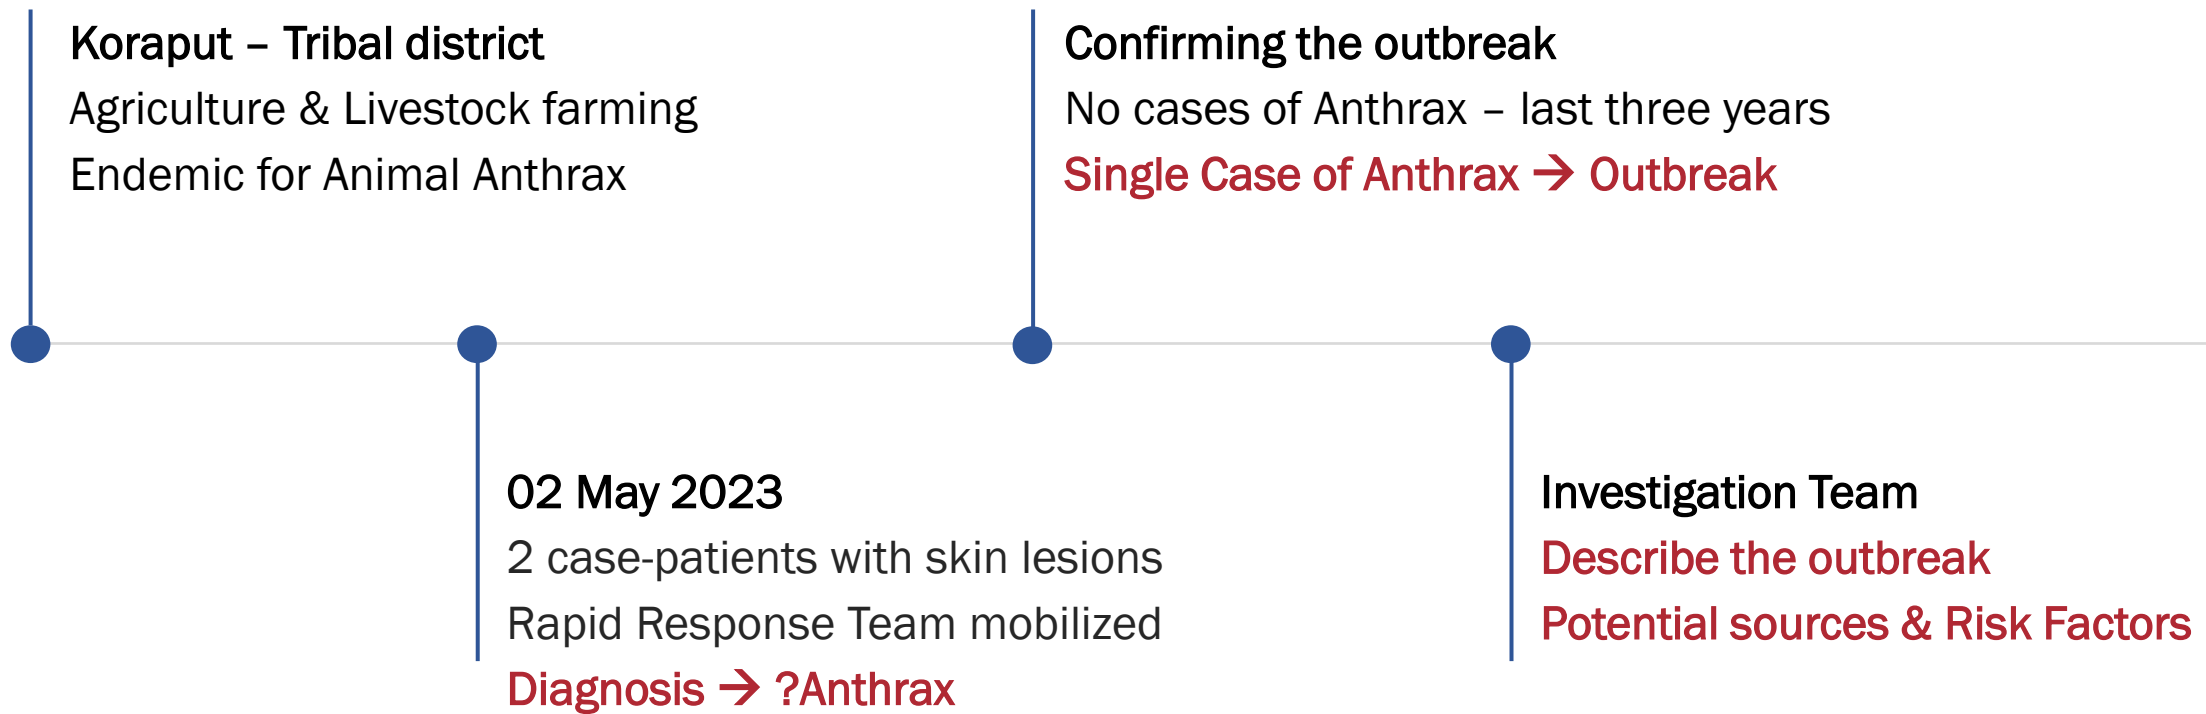 Koraput – Tribal district
Agriculture & Livestock farming
Endemic for Animal Anthrax
02 May 2023
2 case-patients with skin lesions
Rapid Response Team mobilized
Diagnosis → ?Anthrax
Confirming the outbreak
No cases of Anthrax – last three years
Single Case of Anthrax → Outbreak
Investigation Team
Describe the outbreak
Potential sources & Risk Factors